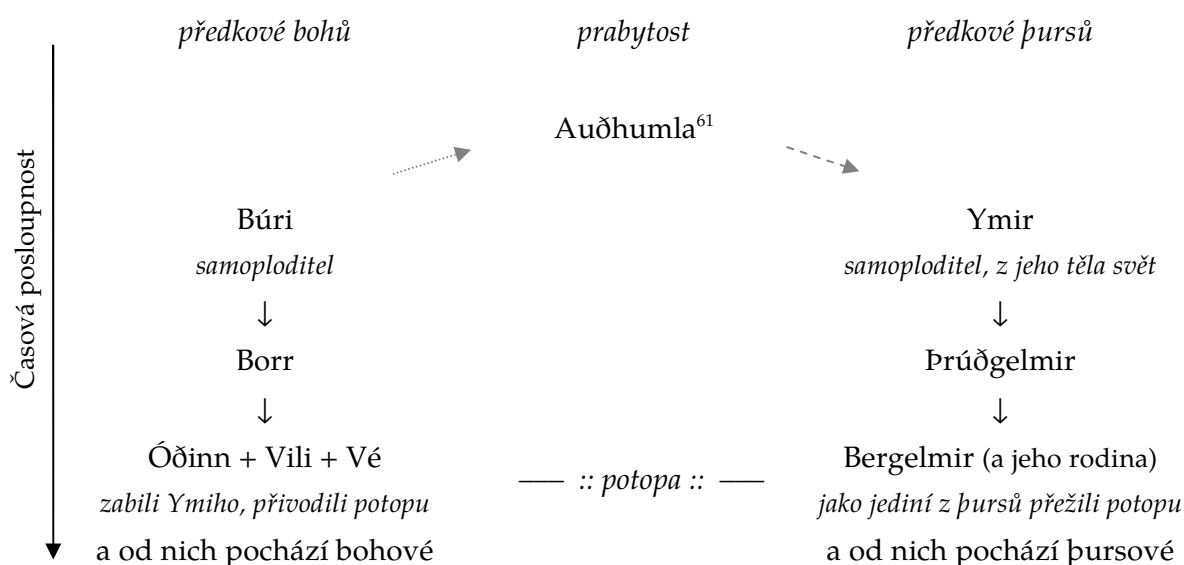 předkové bohů prabytost předkové þursů
Auðhumla61
Časová posloupnost
Búri Ymir
samoploditel samoploditel, z jeho těla svět
↓ ↓
Borr Þrúðgelmir
↓ ↓
Óðinn + Vili + Vé –— :: potopa :: –— Bergelmir (a jeho rodina)
zabili Ymiho, přivodili potopu jako jediní z þursů přežili potopu
a od nich pochází bohové a od nich pochází þursové